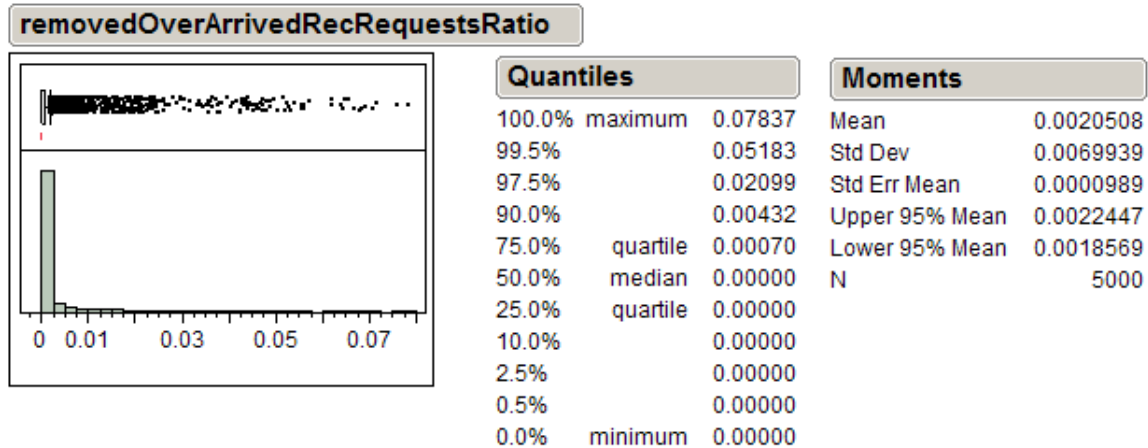 removedOverArrivedRecRequestsRatio
0 0.01 0.03 0.05 0.07
Quantiles
100.0% maximum 0.07837
99.5% 0.05183
97.5% 0.02099
90.0% 0.00432
75.0% quartile 0.00070
50.0% median 0.00000
25.0% quartile 0.00000
10.0% 0.00000
2.5% 0.00000
0.5% 0.00000
0.0% minimum 0.00000
Moments
Mean 0.0020508
Std Dev 0.0069939
Std Err Mean 0.0000989
Upper 95% Mean 0.0022447
Lower 95% Mean 0.0018569
N 5000